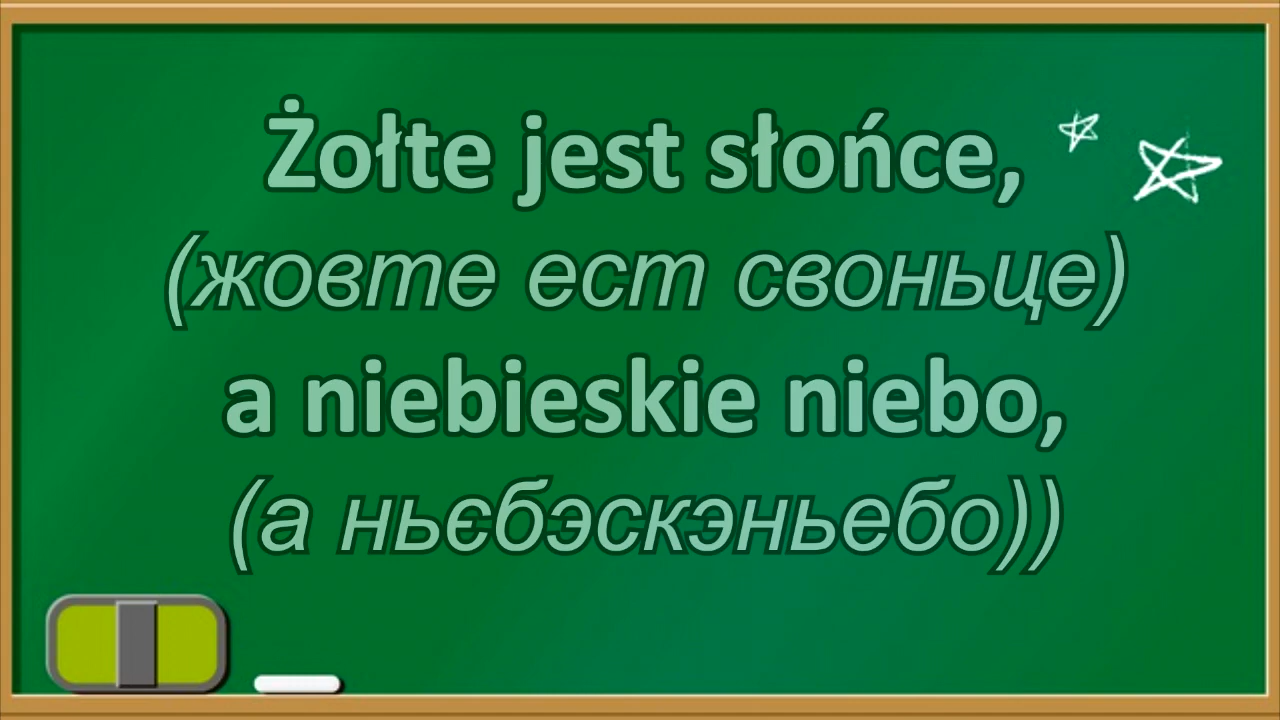 Żołte jest słońce,
(жовте ест своньце)
a niebieskie niebo,
(а ньєбэскэньебо))